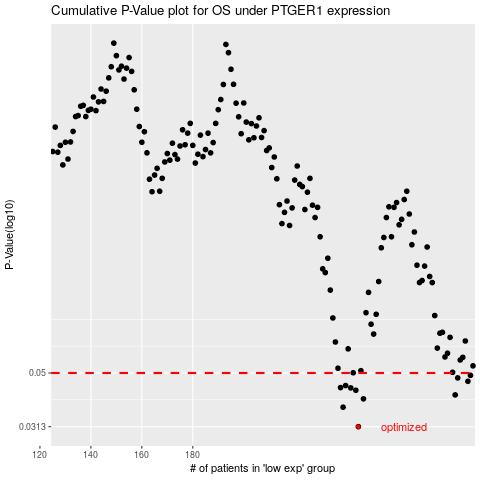 Cumulative P-Value plot for OS under PTGER1 expression
P-Value(log10)
0.05
0.0313
optimized
120 140 160 180
# of patients in 'low exp' group